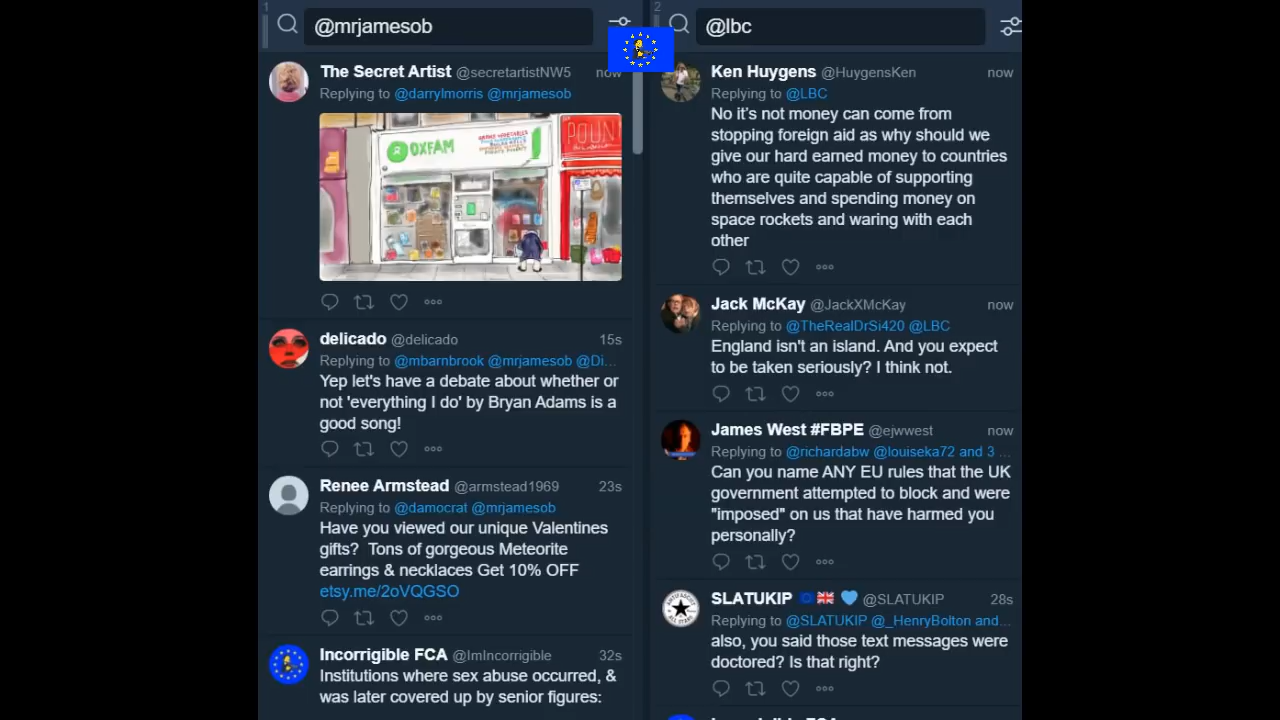 1
@mrjamesob
The Secret Artist @secretartistNW5 now
Replying to @darrylmorris @mrjamesob
OXFAM
POUN
delicado @delicado 15s
Replying to @mbarnbrook @mrjamesob @Di...
Yep let's have a debate about whether or
not 'everything I do' by Bryan Adams is a
good song!
Renee Armstead @armstead1969 23s
Replying to @damocrat @mrjamesob
Have you viewed our unique Valentines
gifts? Tons of gorgeous Meteorite
earrings & necklaces Get 10% OFF
etsy.me/2oVQGSO
Incorrigible FCA @ImIncorrigible 32s
Institutions where sex abuse occurred, &
was later covered up by senior figures:
2
@lbc
Ken Huygens @HuygensKen now
Replying to @LBC
No it's not money can come from
stopping foreign aid as why should we
give our hard earned money to countries
who are quite capable of supporting
themselves and spending money on
space rockets and waring with each
other
Jack McKay @JackXMcKay now
Replying to @TheRealDrSi420 @LBC
England isn't an island. And you expect
to be taken seriously? I think not.
James West #FBPE @ejwwest now
Replying to @richardabw @louiseka72 and 3 ...
Can you name ANY EU rules that the UK
government attempted to block and were
"imposed" on us that have harmed you
personally?
SLATUKIP @SLATUKIP 28s
Replying to @SLATUKIP @_HenryBolton and...
also, you said those text messages were
doctored? Is that right?